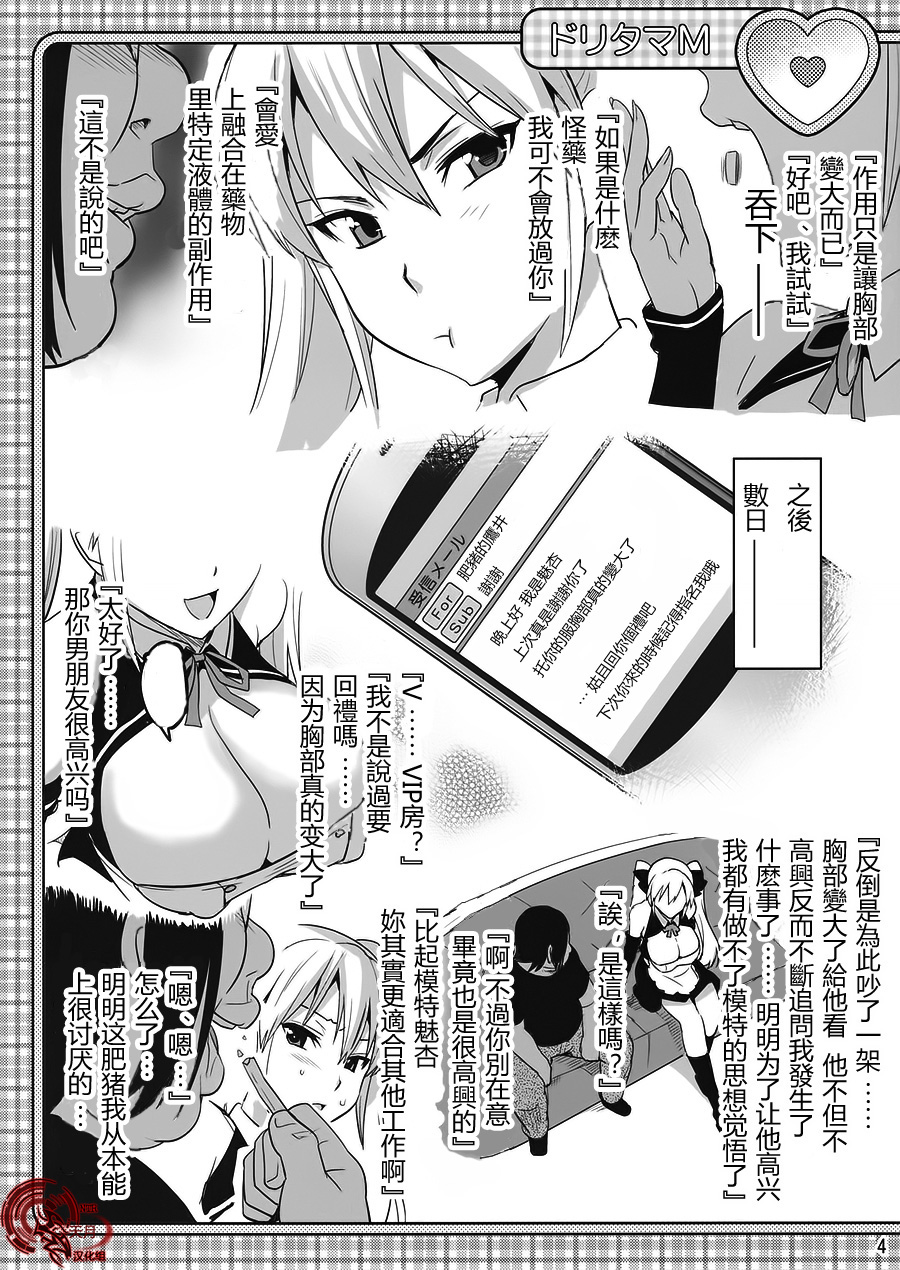 ドリタマM
『作用只是讓胸部
變大而已』
『好吧、我試試』
吞下——
『如果是什麽
怪藥
我可不會放過你』
『會愛
上融合在藥物
里特定液體的副作用
『這不是說的吧』
之後
數日——
受信メール
For
肥豬的鷹井
Sub
謝謝
晚上好 我是魅杏
上次真是謝謝你了
托你的服胸部真的變大了
…姑且回你個禮吧
下次你來的時候記得指名我哦
『V…… VIP房？』
『我不是說過要
回禮嗎……
因为胸部真的变大了』
『太好了……
那你男朋友很高兴吗』
『反倒是為此吵了一架……
胸部變大了給他看 他不但不
高興反而不斷追問我發生了
什麽事了……明明为了让他高兴
我都有做不了模特的思想觉悟了』
『誒，是這樣嗎？』
『啊 不過你別在意
畢竟也是很高興的』
『比起模特魅杏
妳其實更適合其他工作啊』
『嗯、嗯……』
怎么了…
明明这肥猪我从本能
上很讨厌的…
汉化组
4